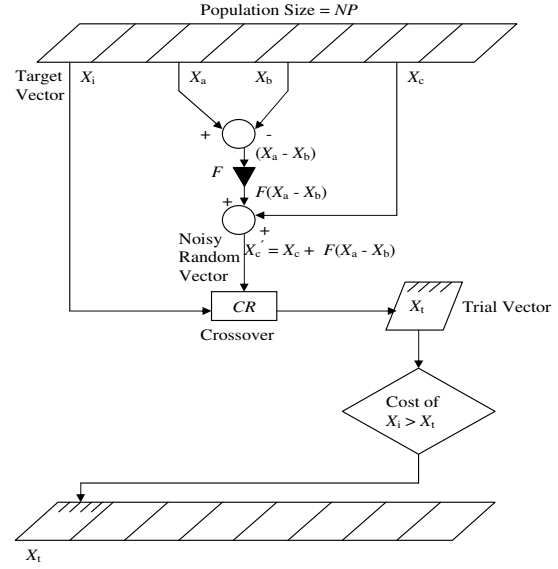 Population Size = NP
Target Vector
Xi
Xa
Xb
Xc
+
-
(Xa - Xb)
F
F(Xa - Xb)
+
+
Noisy Random Vector
Xc′ = Xc + F(Xa - Xb)
CR
Crossover
Xt
Trial Vector
Cost of
Xi > Xt
Xt